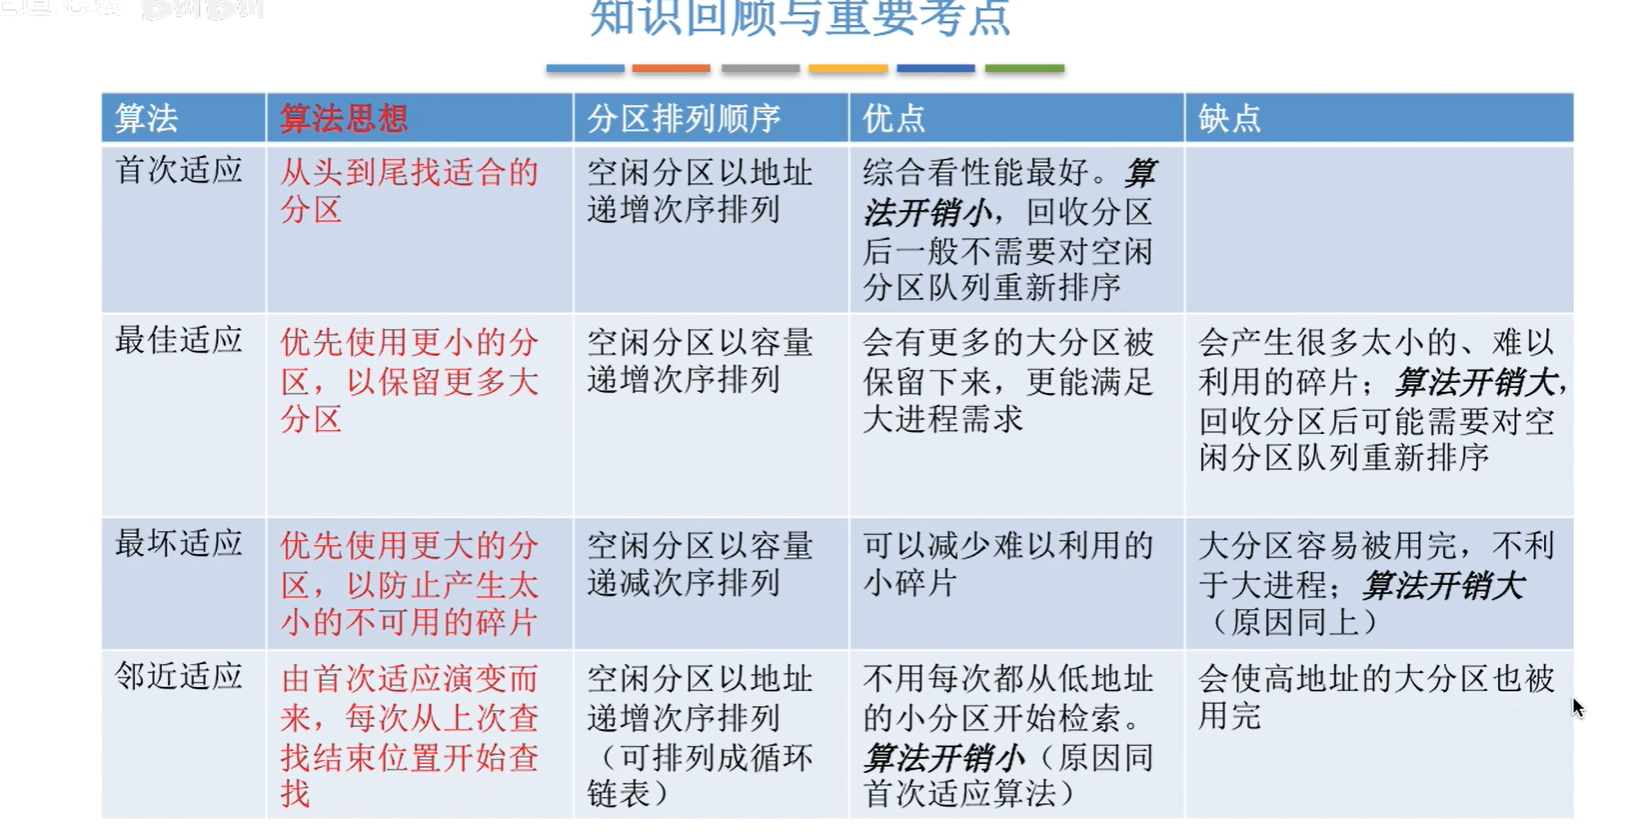 知识回顾与重要考点
算法
算法思想
分区排列顺序
优点
缺点
首次适应
从头到尾找适合的
分区
空闲分区以地址
递增次序排列
综合看性能最好。算
法开销小，回收分区
后一般不需要对空闲
分区队列重新排序
最佳适应
优先使用更小的分
区，以保留更多大
分区
空闲分区以容量
递增次序排列
会有更多的大分区被
保留下来，更能满足
大进程需求
会产生很多太小的、难以
利用的碎片；算法开销大，
回收分区后可能需要对空
闲分区队列重新排序
最坏适应
优先使用更大的分
区，以防止产生太
小的不可用的碎片
空闲分区以容量
递减次序排列
可以减少难以利用的
小碎片
大分区容易被用完，不利
于大进程；算法开销大
（原因同上）
邻近适应
由首次适应演变而
来，每次从上次查
找结束位置开始查
找
空闲分区以地址
递增次序排列
（可排列成循环
链表）
不用每次都从低地址
的小分区开始检索。
算法开销小（原因同
首次适应算法）
会使高地址的大分区也被
用完